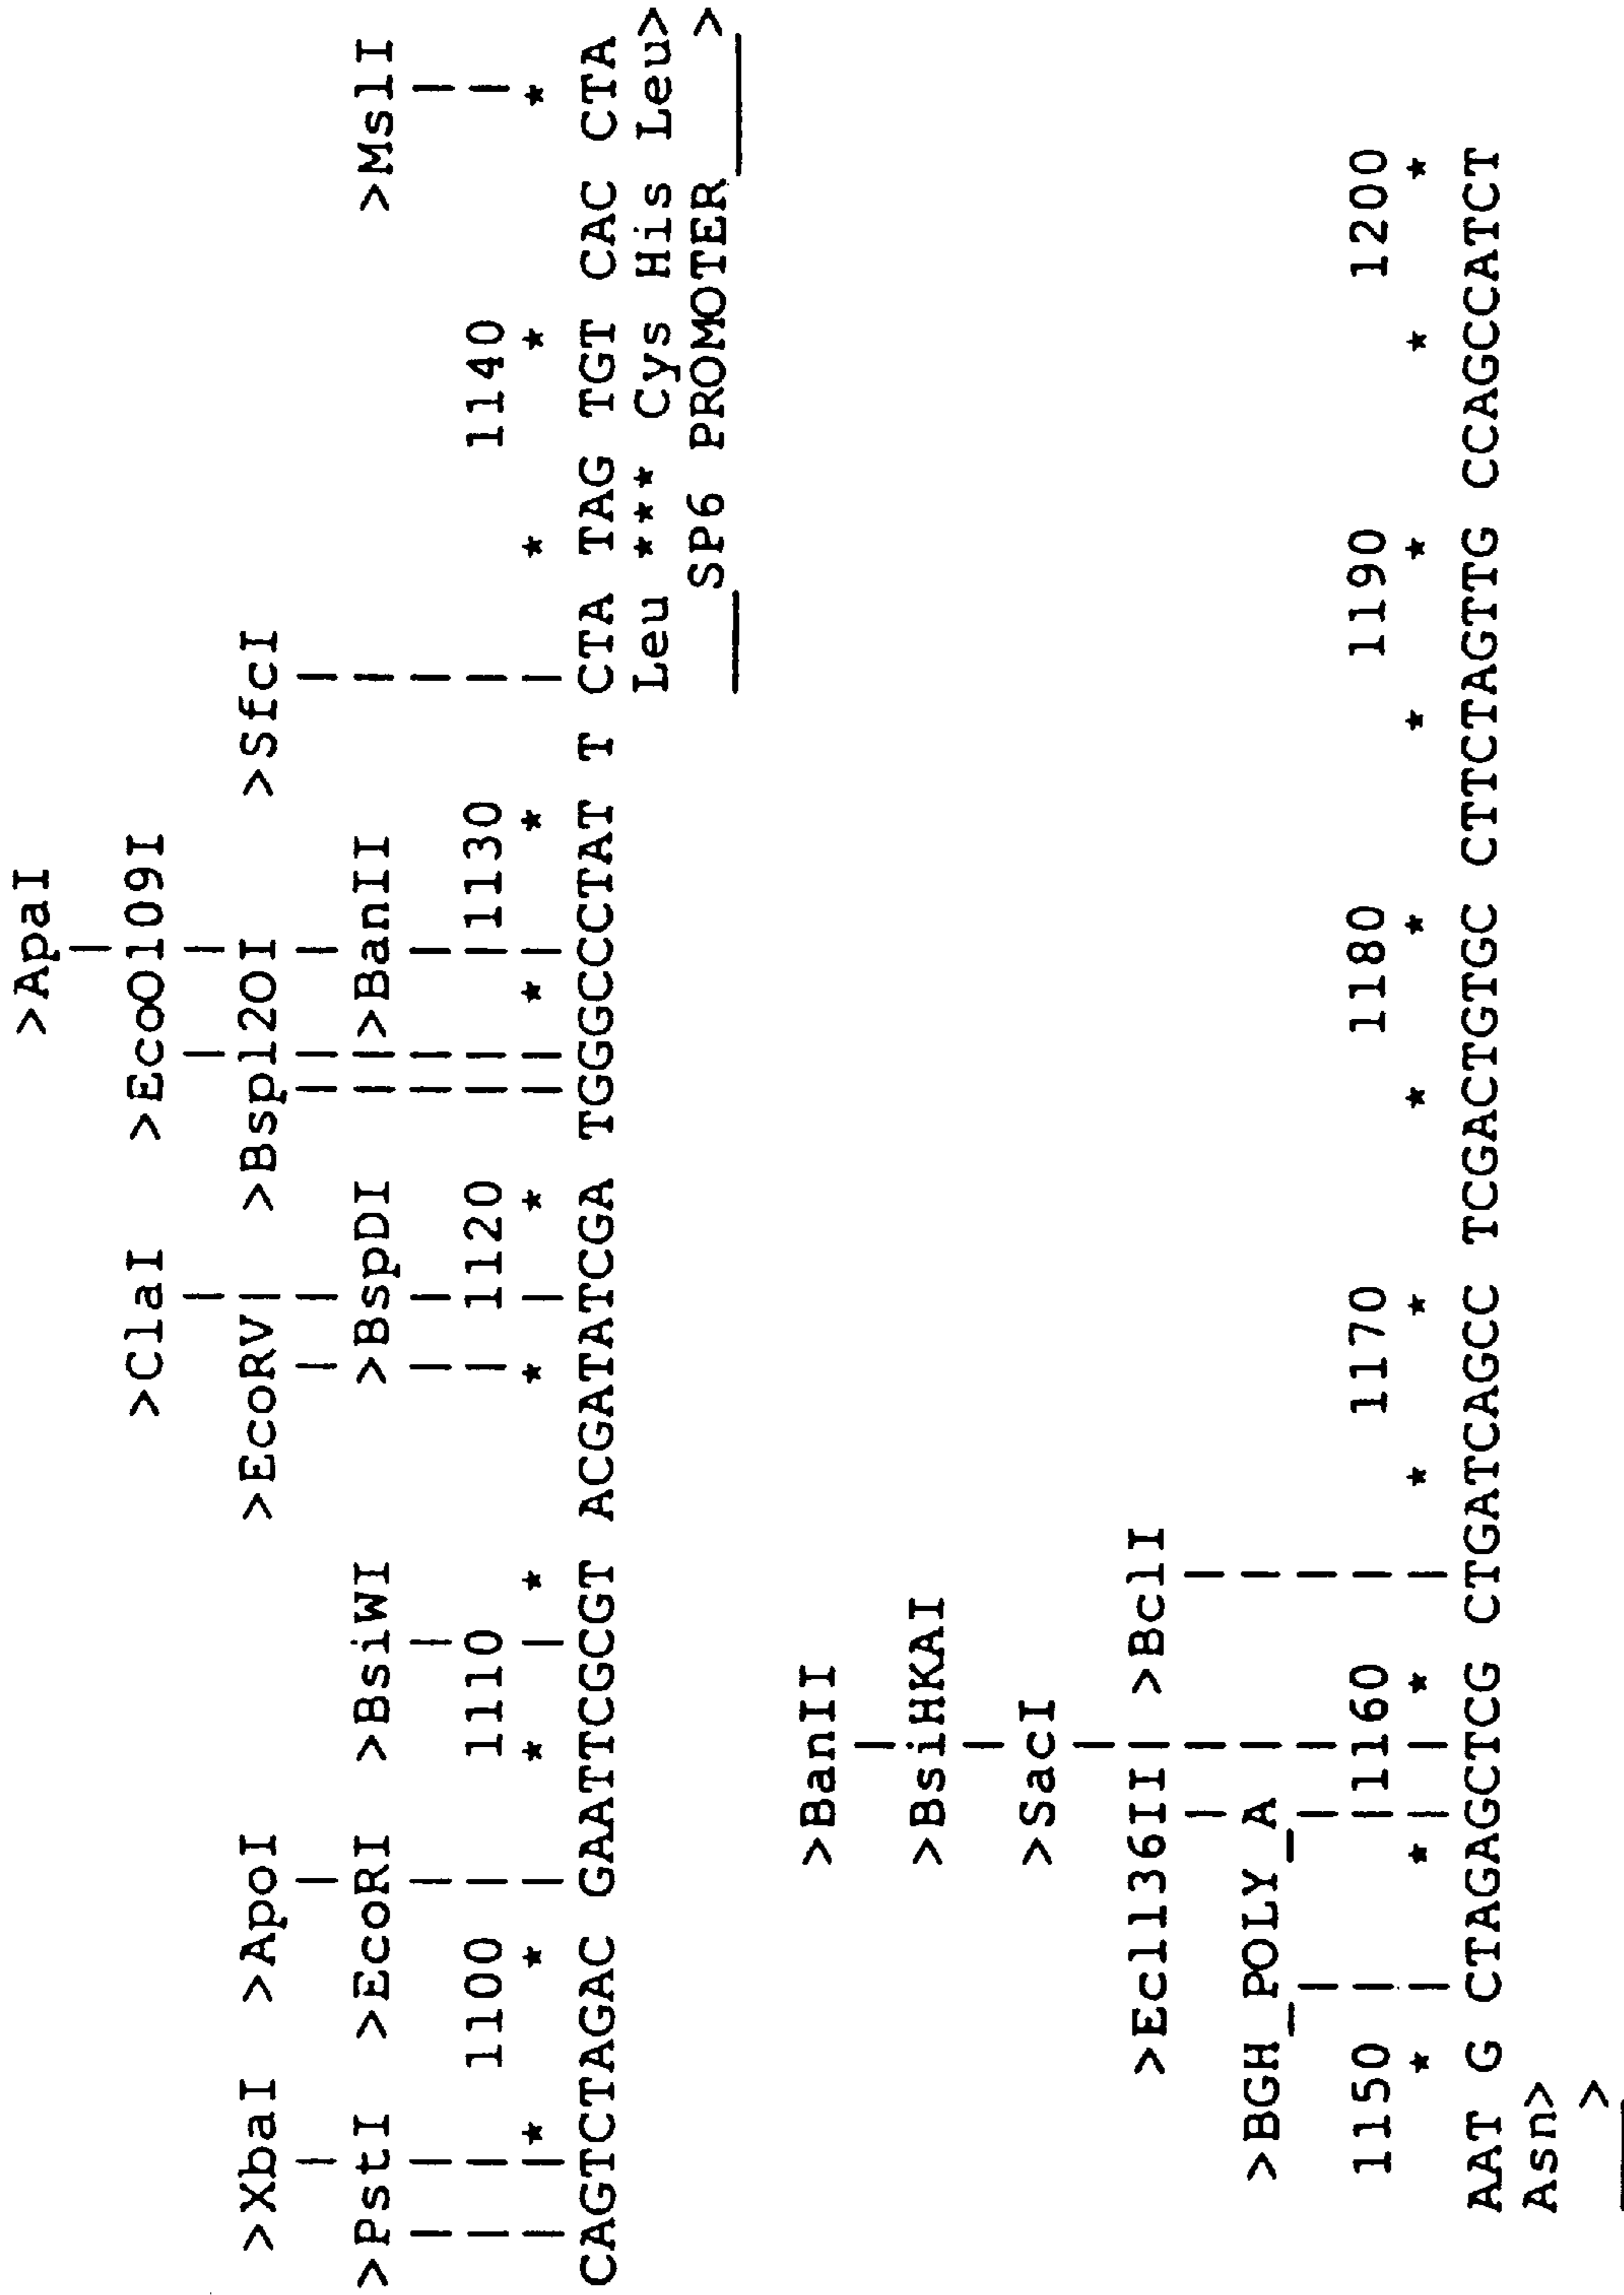 >ApaI
>ClaI >EcoO109I
>XbaI >ApoI >EcoRV >Bsp120I >SfcI
>PstI >EcoRI >BsiWI >BspDI >BanII >MslI
1100 1110 1120 1130 1140
* * * * * * * * * * *
CAGTCTAGAC GAATTCGCGT ACGATATCGA TGGGCCCTAT T CTA TAG TGT CAC CTA
Leu *** Cys His Leu>
SP6 PROMOTER >
>BanII
>BsiHKAI
>SacI
>Ecl136II >BclI
>BGH_POLY_A
1150 1160 1170 1180 1190 1200
* * * * * * * * * * *
AAT G CTAGAGCTCG CTGATCAGCC TCGACTGTGC CTTCTAGTTG CCAGCCATCT
Asn>
>